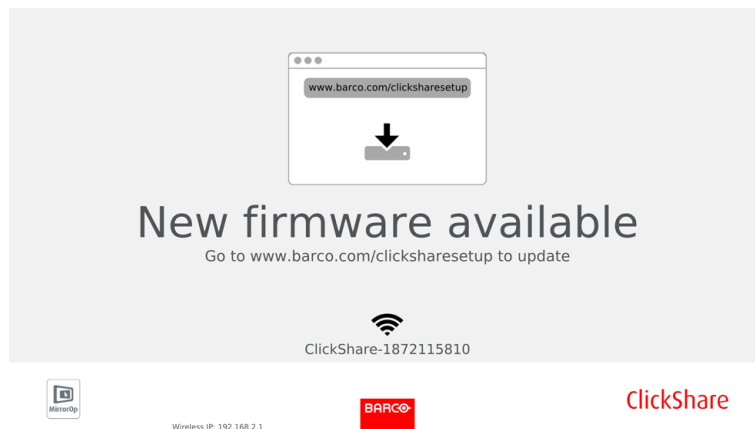 www.barco.com/clicksharesetup
New firmware available
Go to www.barco.com/clicksharesetup to update
ClickShare-1872115810
MirrorOp
BARCO
ClickShare
Wireless IP: 192.168.2.1